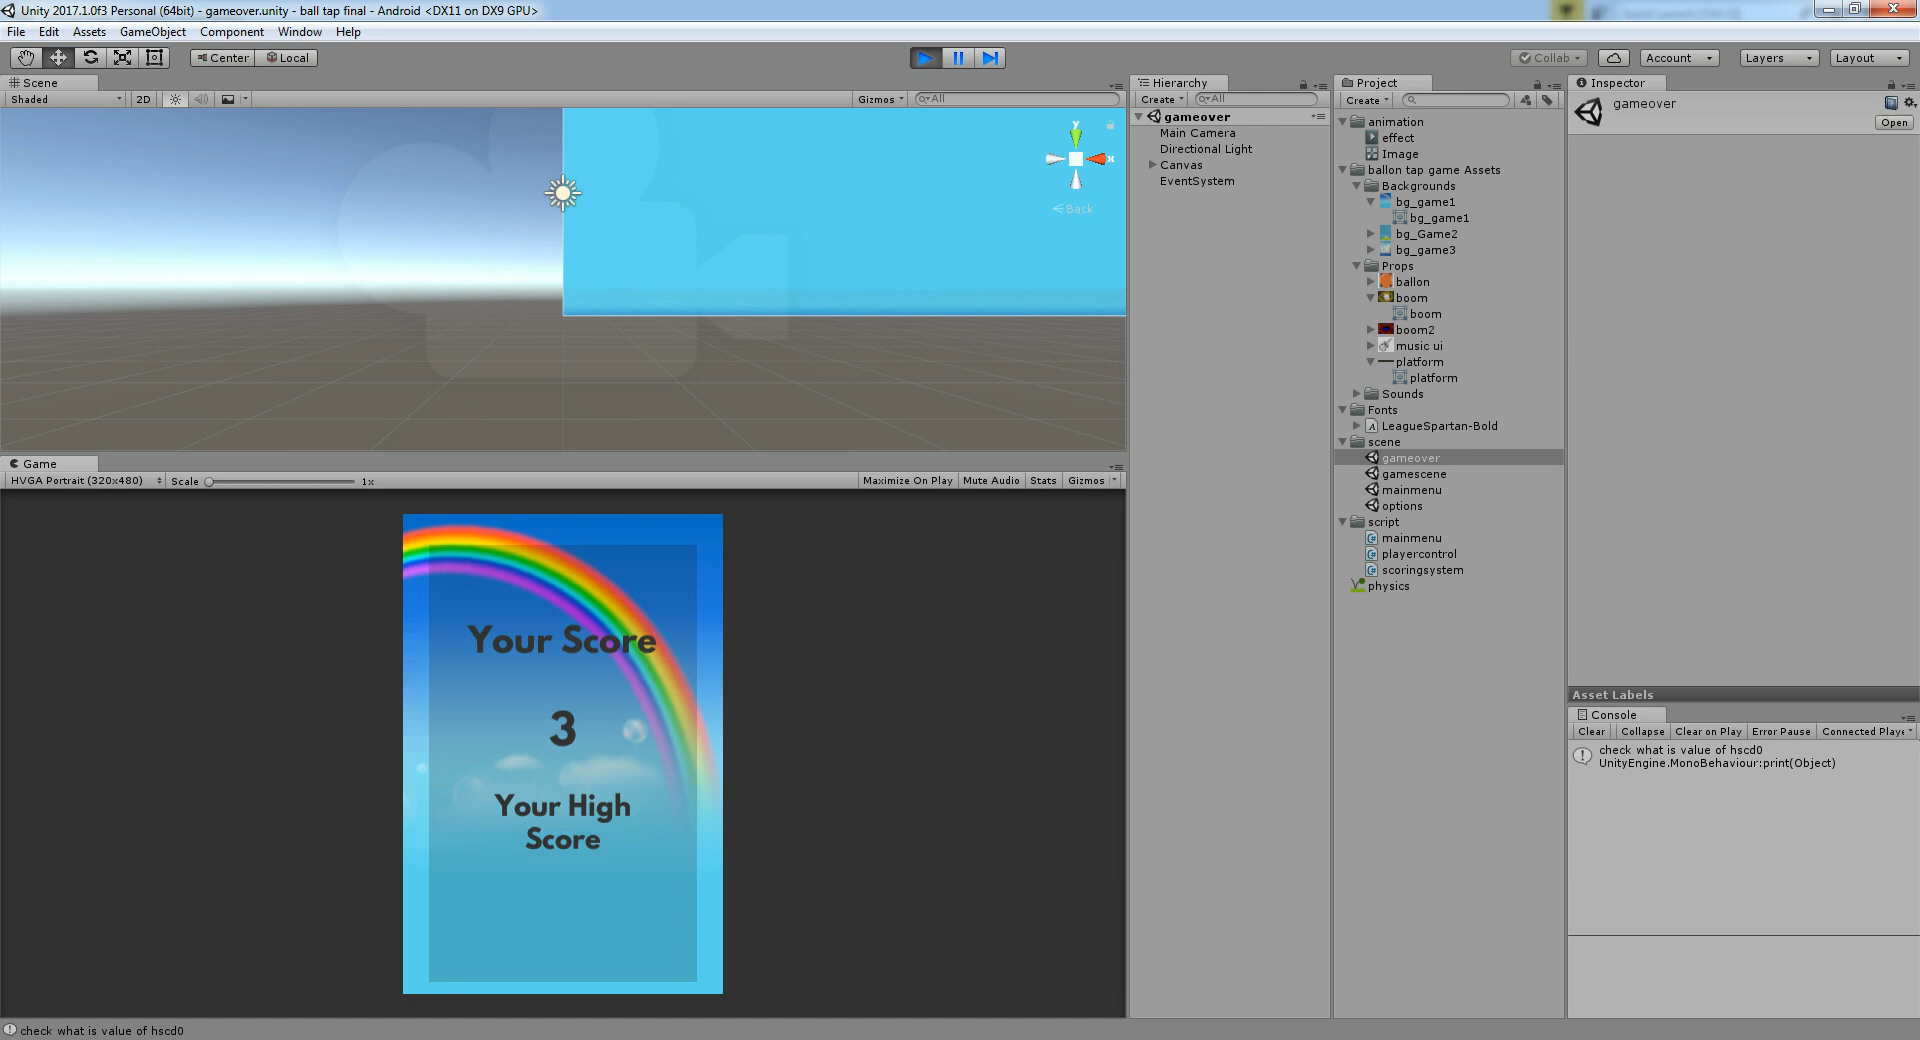 Unity 2017.1.0f3 Personal (64bit) - gameover.unity - ball tap final - Android <DX11 on DX9 GPU>
File Edit Assets GameObject Component Window Help
Center Local Collab Account Layers Layout
Scene
Shaded 2D Gizmos All
y
x
Back
Game
HVGA Portrait (320x480) Scale 1x Maximize On Play Mute Audio Stats Gizmos
Your Score
3
Your High
Score
Hierarchy
Create All
gameover
Main Camera
Directional Light
Canvas
EventSystem
Project
Create
animation
effect
Image
ballon tap game Assets
Backgrounds
bg_game1
bg_game1
bg_Game2
bg_game3
Props
ballon
boom
boom
boom2
music ui
platform
platform
Sounds
Fonts
LeagueSpartan-Bold
scene
gameover
gamescene
mainmenu
options
script
mainmenu
playercontrol
scoringsystem
physics
Inspector
gameover
Open
Asset Labels
Console
Clear Collapse Clear on Play Error Pause Connected Playe
check what is value of hscd0
UnityEngine.MonoBehaviour:print(Object)
check what is value of hscd0